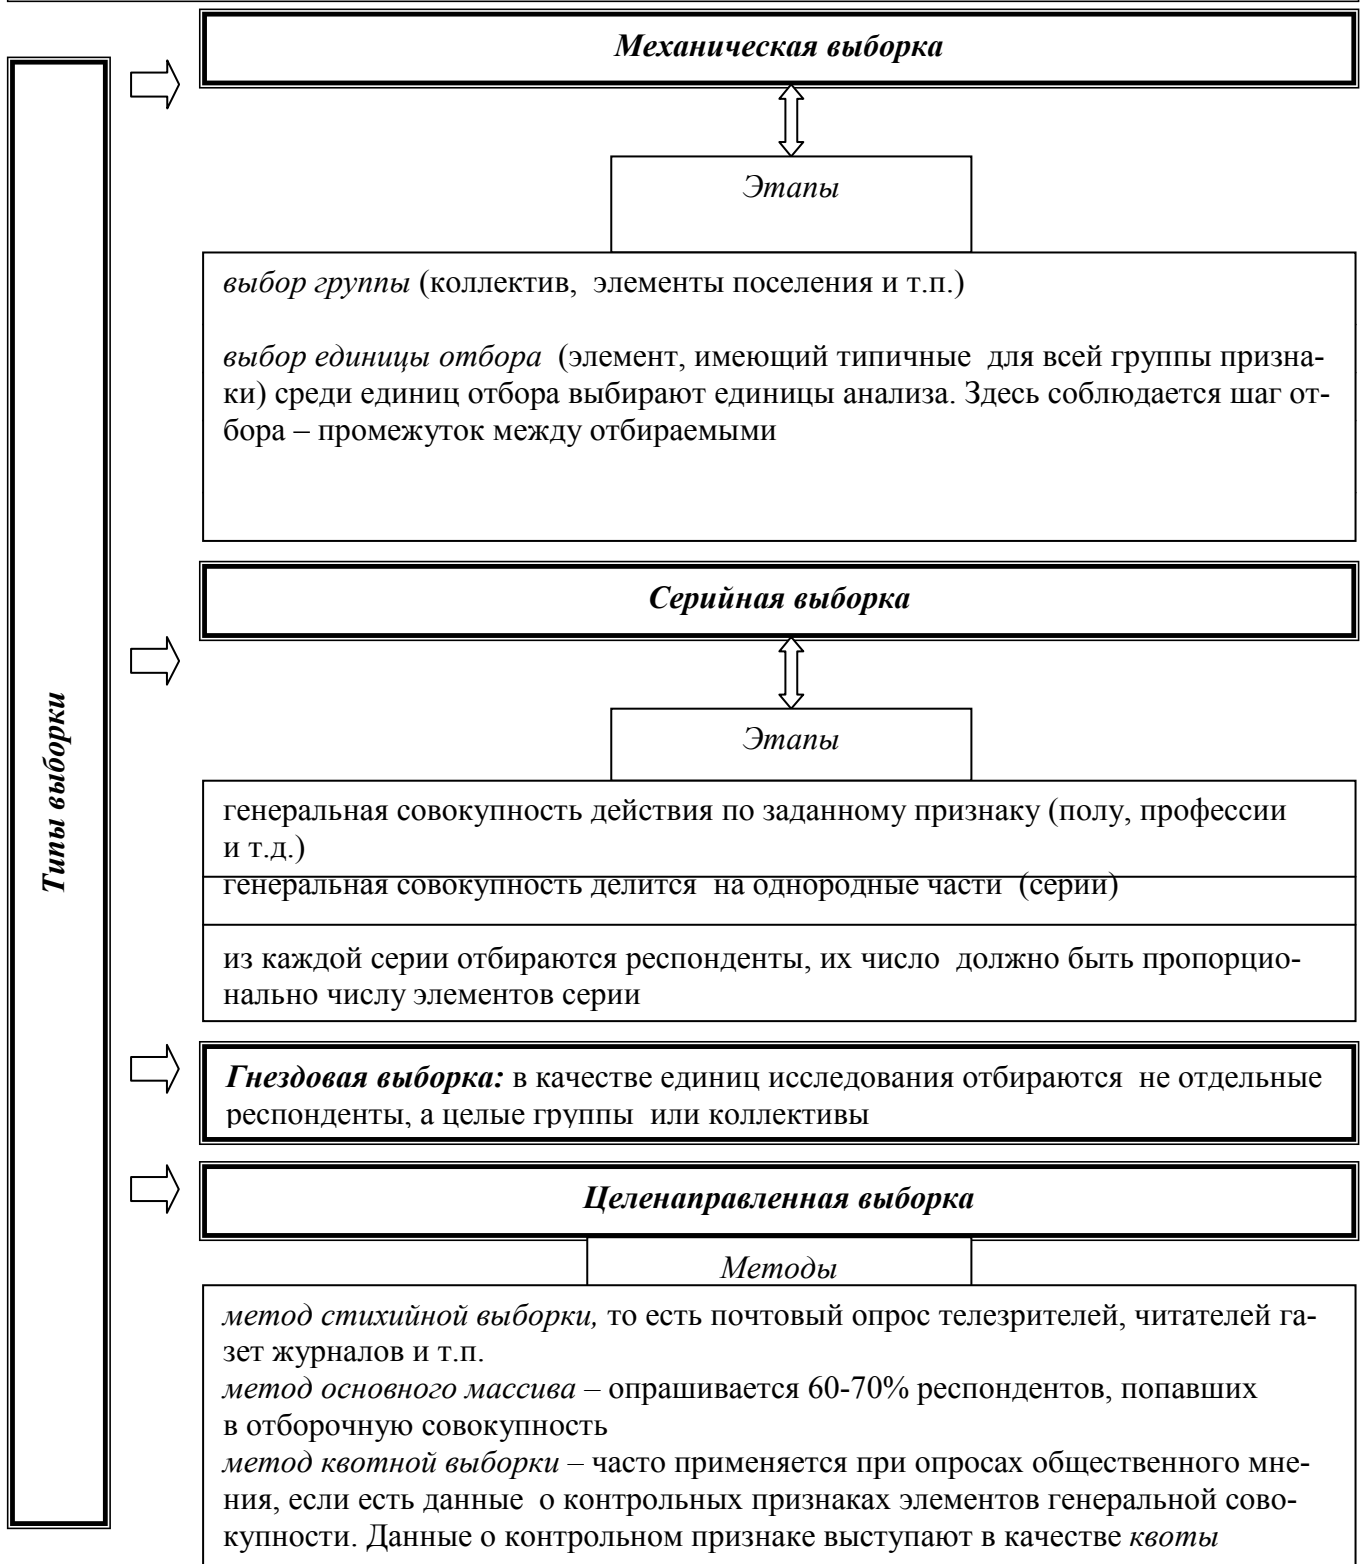 Механическая выборка
Этапы
выбор группы (коллектив, элементы поселения и т.п.)
выбор единицы отбора (элемент, имеющий типичные для всей группы призна-
ки) среди единиц отбора выбирают единицы анализа. Здесь соблюдается шаг от-
бора – промежуток между отбираемыми
Типы выборки
Серийная выборка
Этапы
генеральная совокупность действия по заданному признаку (полу, профессии
и т.д.)
генеральная совокупность делится на однородные части (серии)
из каждой серии отбираются респонденты, их число должно быть пропорцио-
нально числу элементов серии
Гнездовая выборка: в качестве единиц исследования отбираются не отдельные
респонденты, а целые группы или коллективы
Целенаправленная выборка
Методы
метод стихийной выборки, то есть почтовый опрос телезрителей, читателей га-
зет журналов и т.п.
метод основного массива – опрашивается 60-70% респондентов, попавших
в отборочную совокупность
метод квотной выборки – часто применяется при опросах общественного мне-
ния, если есть данные о контрольных признаках элементов генеральной сово-
купности. Данные о контрольном признаке выступают в качестве квоты